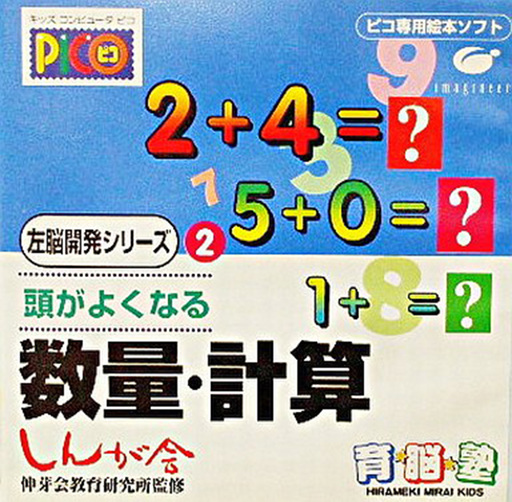 キッズ コンピュータ ピコ
PICO ピコ
ピコ専用絵本ソフト
imagineer
9
2+4=?
3
7
5+0=?
左脳開発シリーズ 2
1+8=?
頭がよくなる
数量・計算
しんが会
伸芽会教育研究所監修
育★脳★塾
HIRAMEKI MIRAI KIDS